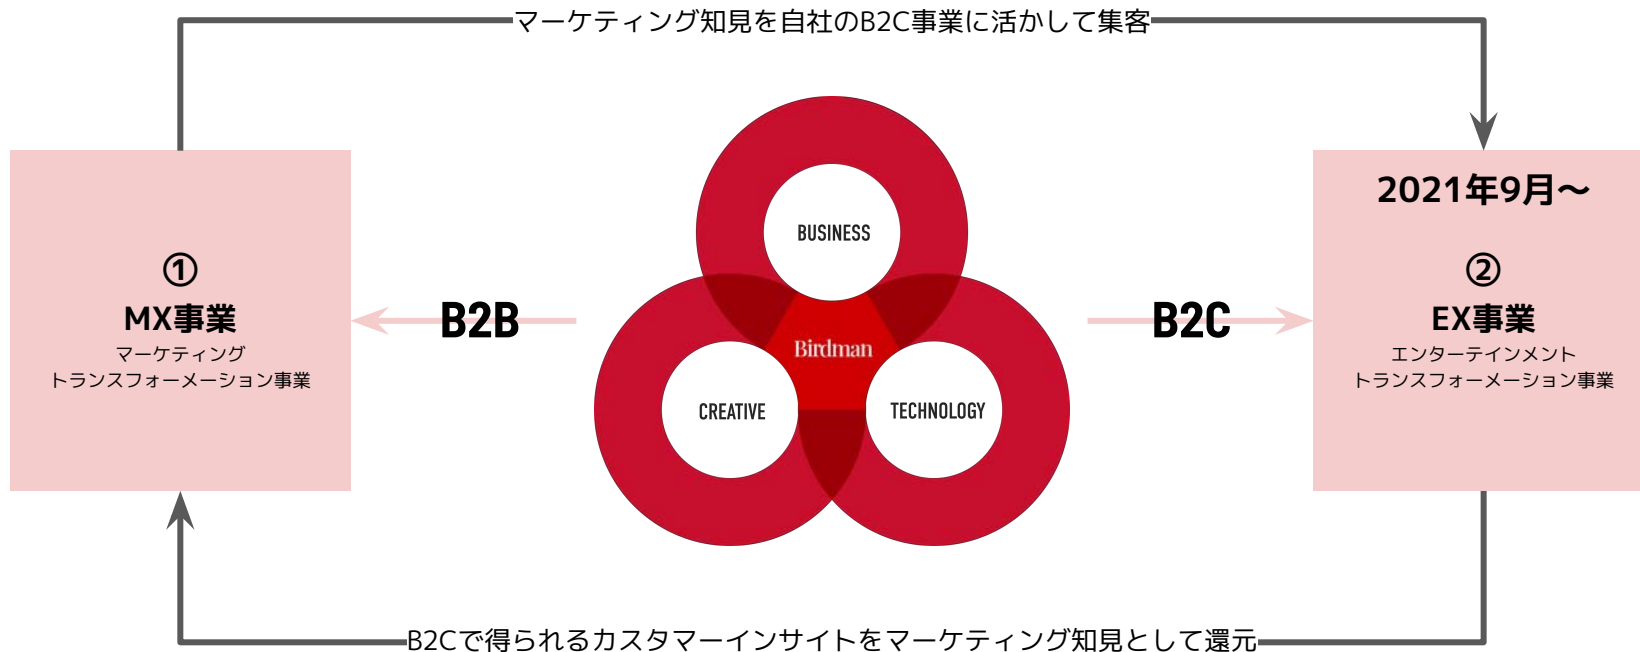 マーケティング知見を自社のB2C事業に活かして集客
①
MX事業
マーケティング
トランスフォーメーション事業
B2B
BUSINESS
Birdman
CREATIVE
TECHNOLOGY
B2C
2021年9月～
②
EX事業
エンターテインメント
トランスフォーメーション事業
B2Cで得られるカスタマーインサイトをマーケティング知見として還元